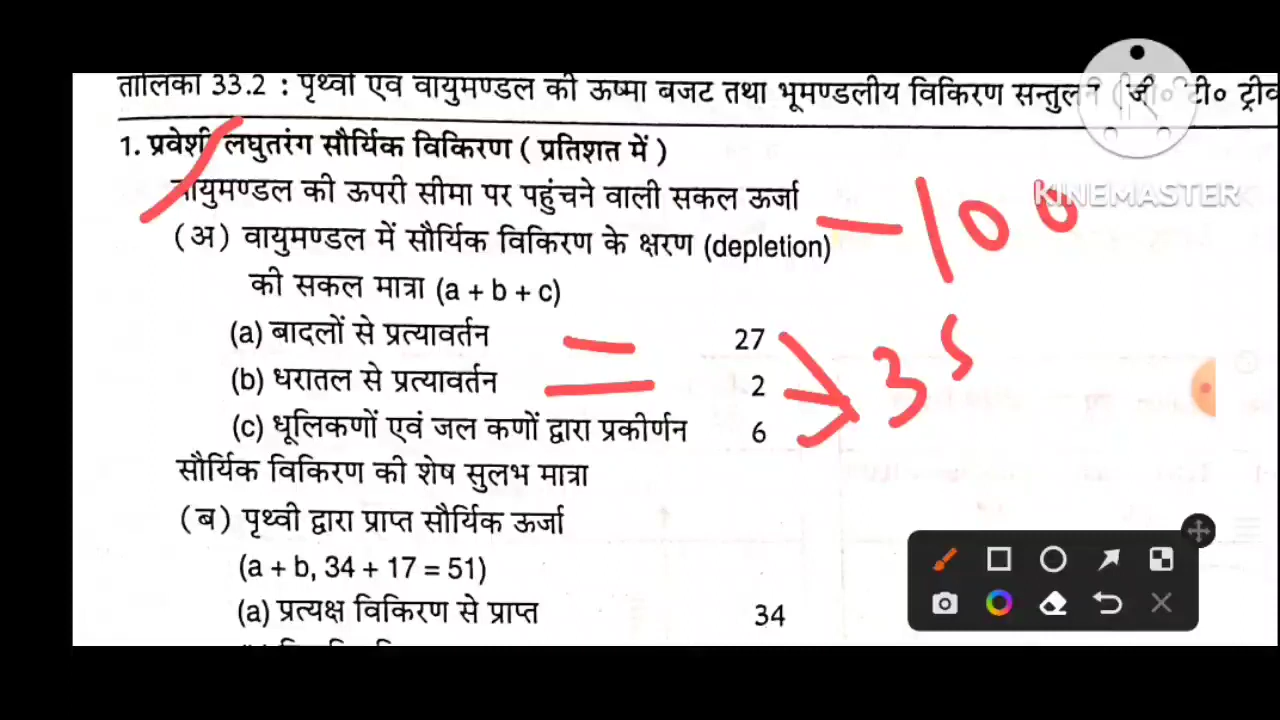 तालिका 33.2 : पृथ्वी एवं वायुमण्डल की ऊष्मा बजट तथा भूमण्डलीय विकिरण सन्तुलन टी० ट्रीव
1. प्रवेशी लघुतरंग सौर्यिक विकिरण ( प्रतिशत में )
वायुमण्डल की ऊपरी सीमा पर पहुंचने वाली सकल ऊर्जा — 100
KINEMASTER
(अ) वायुमण्डल में सौर्यिक विकिरण के क्षरण (depletion)
की सकल मात्रा (a + b + c)
(a) बादलों से प्रत्यावर्तन 27
(b) धरातल से प्रत्यावर्तन 2 35
(c) धूलिकणों एवं जल कणों द्वारा प्रकीर्णन 6
सौर्यिक विकिरण की शेष सुलभ मात्रा
(ब) पृथ्वी द्वारा प्राप्त सौर्यिक ऊर्जा
(a + b, 34 + 17 = 51)
(a) प्रत्यक्ष विकिरण से प्राप्त 34